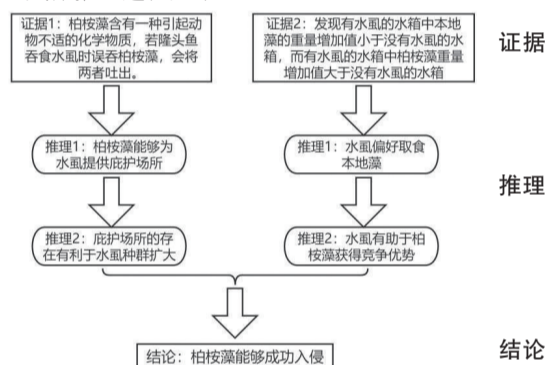 证据1：柏桉藻含有一种引起动
物不适的化学物质，若隆头鱼
吞食水虱时误吞柏桉藻，会将
两者吐出。
证据2：发现有水虱的水箱中本地
藻的重量增加值小于没有水虱的水
箱，而有水虱的水箱中柏桉藻重量
增加值大于没有水虱的水箱
证据
推理1：柏桉藻能够为
水虱提供庇护场所
推理1：水虱偏好取食
本地藻
推理
推理2：庇护场所的存
在有利于水虱种群扩大
推理2：水虱有助于柏
桉藻获得竞争优势
结论：柏桉藻能够成功入侵
结论